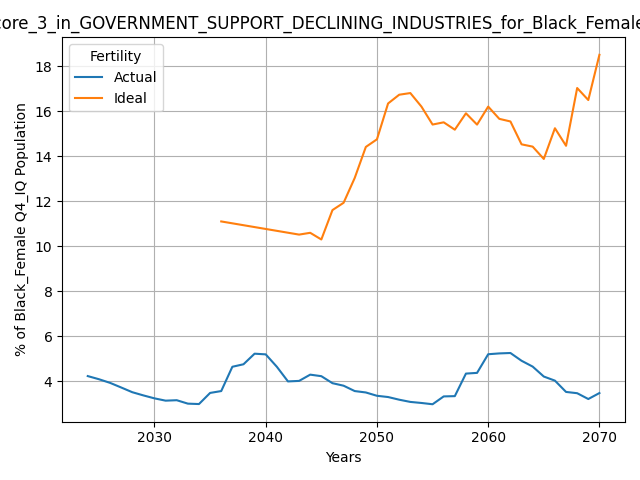 core_3_in_GOVERNMENT_SUPPORT_DECLINING_INDUSTRIES_for_Black_Female
Fertility
Actual
Ideal
% of Black_Female Q4_IQ Population
18
16
14
12
10
8
6
4
2030
2040
2050
2060
2070
Years